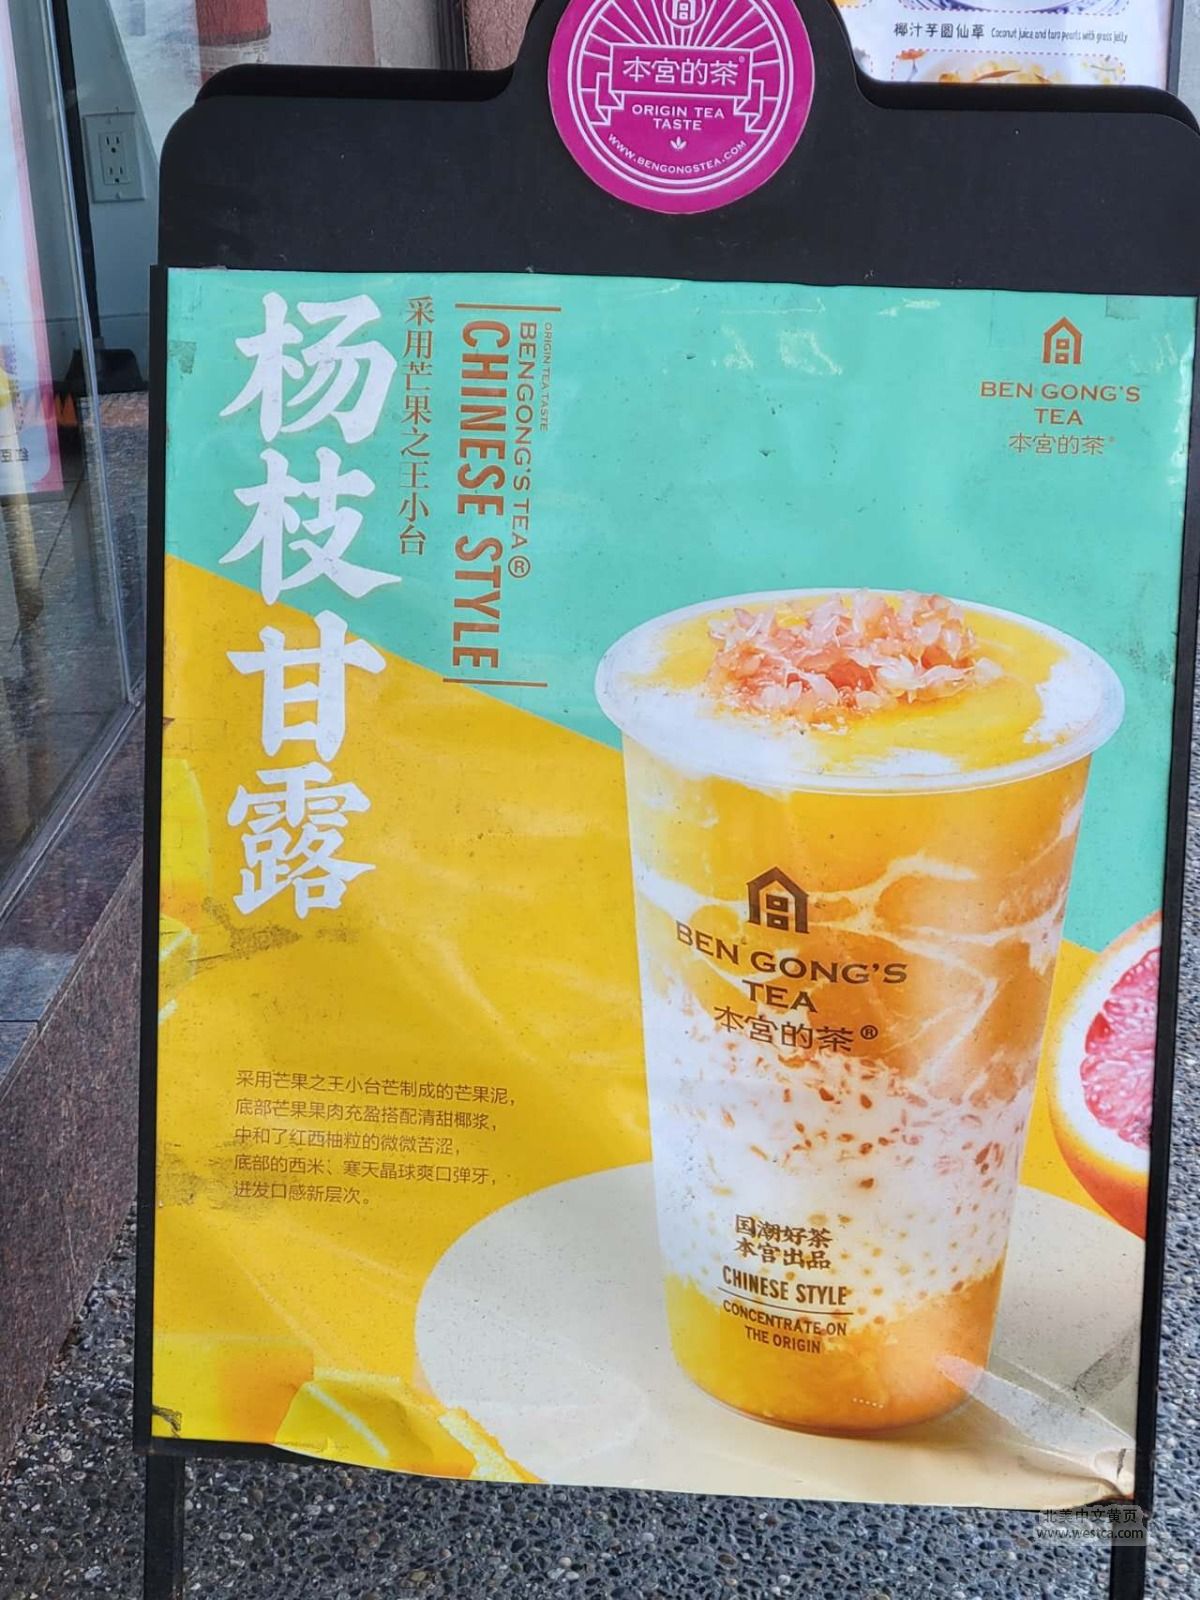 椰汁芋圆仙草 Coconut juice and taro pearls with grass jelly
本宮的茶®
ORIGIN TEA
TASTE
WWW.BENGONGSTEA.COM
杨枝甘露
采用芒果之王小台
ORIGIN TEA TASTE
BENGONG'S TEA®
CHINESE STYLE
BEN GONG'S
TEA
本宮的茶®
BEN GONG'S
TEA
本宮的茶®
采用芒果之王小台芒制成的芒果泥，
底部芒果果肉充盈搭配清甜椰浆，
中和了红西柚粒的微微苦涩，
底部的西米、寒天晶球爽口弹牙，
迸发口感新层次。
国潮好茶
本宫出品
CHINESE STYLE
CONCENTRATE ON
THE ORIGIN
北美中文黄页
www.westca.com